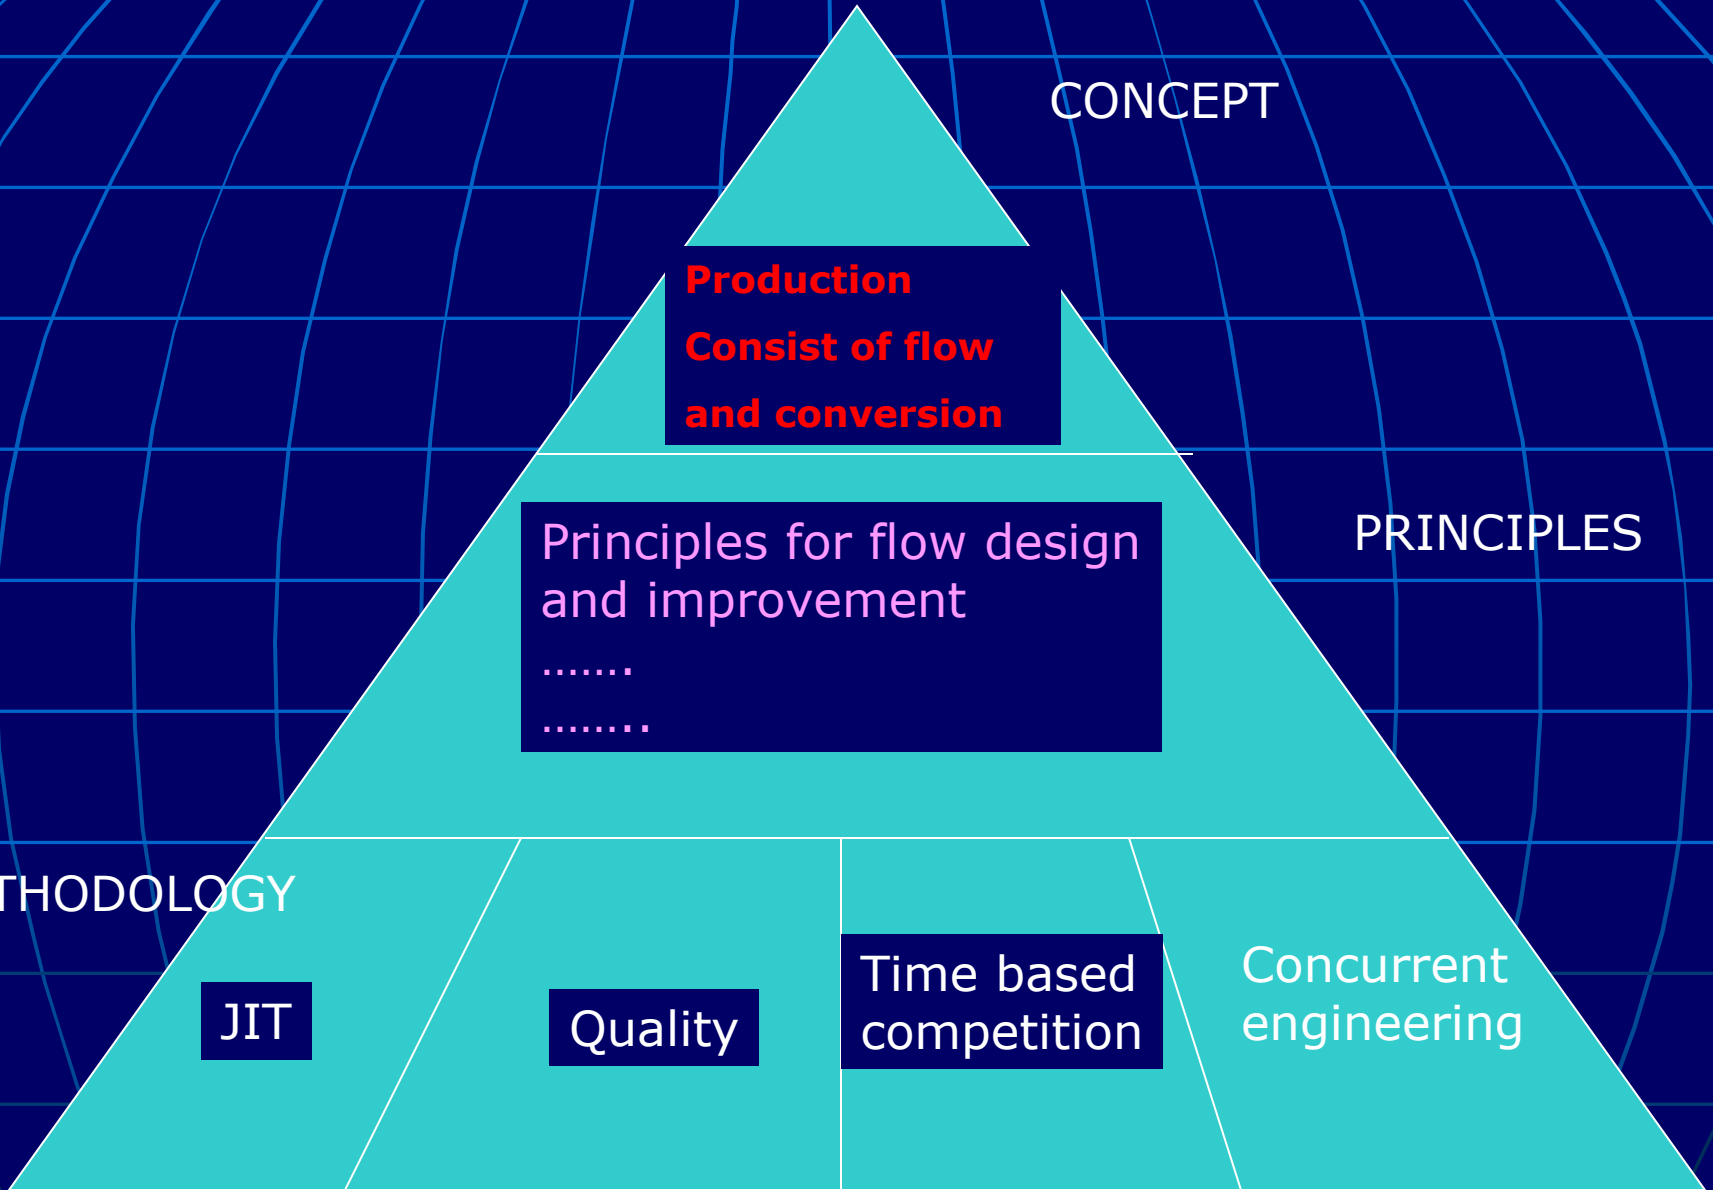 CONCEPT
Production
Consist of flow
and conversion
PRINCIPLES
Principles for flow design
and improvement
…….
……..
THODOLOGY
JIT
Quality
Time based
competition
Concurrent
engineering